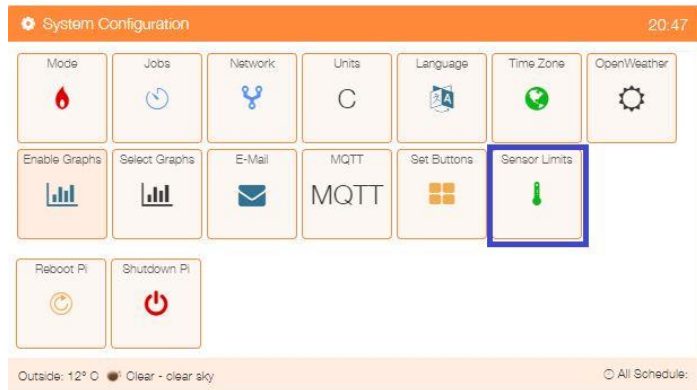 System Configuration 20:47
Mode Jobs Network Units Language Time Zone OpenWeather
C
Enable Graphs Select Graphs E-Mail MQTT Set Buttons Sensor Limits
MQTT
Reboot Pi Shutdown Pi
Outside: 12° C Clear - clear sky All Schedule: